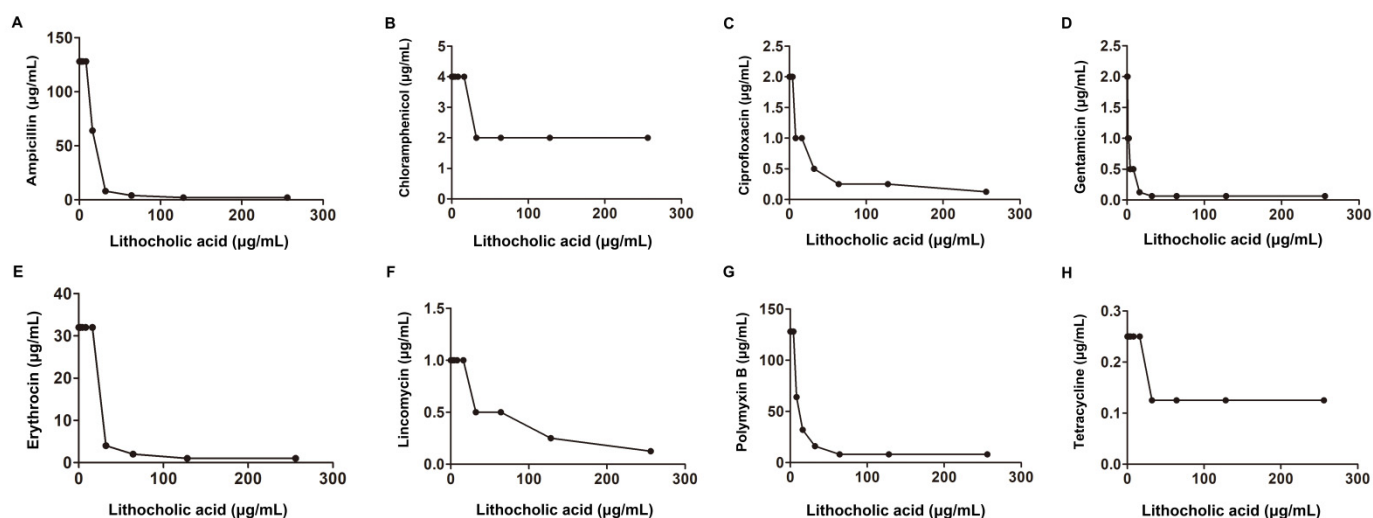 A
Ampicillin (μg/mL)
150
100
50
0
0 100 200 300
Lithocholic acid (μg/mL)
B
Chloramphenicol (μg/mL)
5
4
3
2
1
0
0 100 200 300
Lithocholic acid (μg/mL)
C
Ciprofloxacin (μg/mL)
2.5
2.0
1.5
1.0
0.5
0.0
0 100 200 300
Lithocholic acid (μg/mL)
D
Gentamicin (μg/mL)
2.5
2.0
1.5
1.0
0.5
0.0
0 100 200 300
Lithocholic acid (μg/mL)
E
Erythrocin (μg/mL)
40
30
20
10
0
0 100 200 300
Lithocholic acid (μg/mL)
F
Lincomycin (μg/mL)
1.5
1.0
0.5
0.0
0 100 200 300
Lithocholic acid (μg/mL)
G
Polymyxin B (μg/mL)
150
100
50
0
0 100 200 300
Lithocholic acid (μg/mL)
H
Tetracycline (μg/mL)
0.3
0.2
0.1
0.0
0 100 200 300
Lithocholic acid (μg/mL)